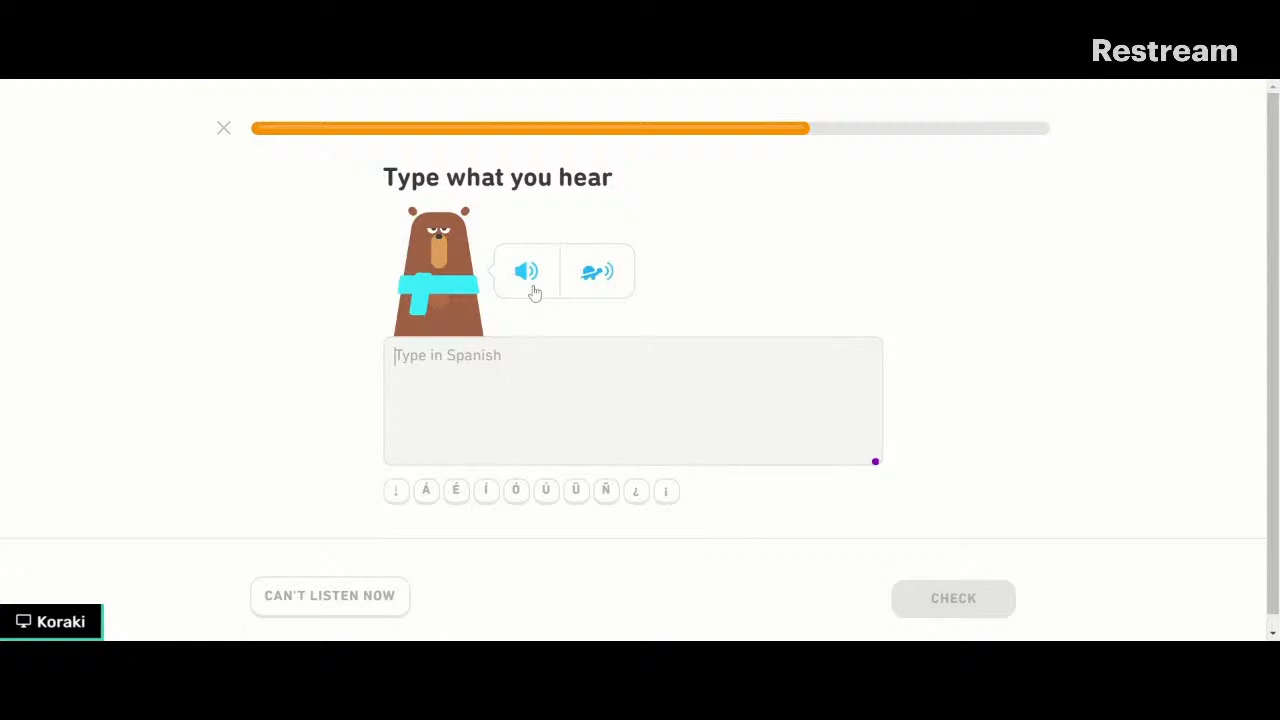 Restream
Type what you hear
Type in Spanish
↓ Á É Í Ó Ú Ü Ñ ¿ ¡
CAN'T LISTEN NOW
CHECK
Koraki